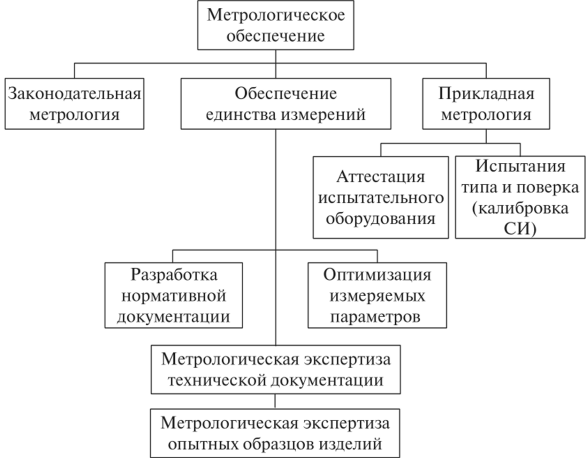 Метрологическое
обеспечение
Законодательная
метрология
Обеспечение
единства измерений
Прикладная
метрология
Аттестация
испытательного
оборудования
Испытания
типа и поверка
(калибровка
СИ)
Разработка
нормативной
документации
Оптимизация
измеряемых
параметров
Метрологическая экспертиза
технической документации
Метрологическая экспертиза
опытных образцов изделий